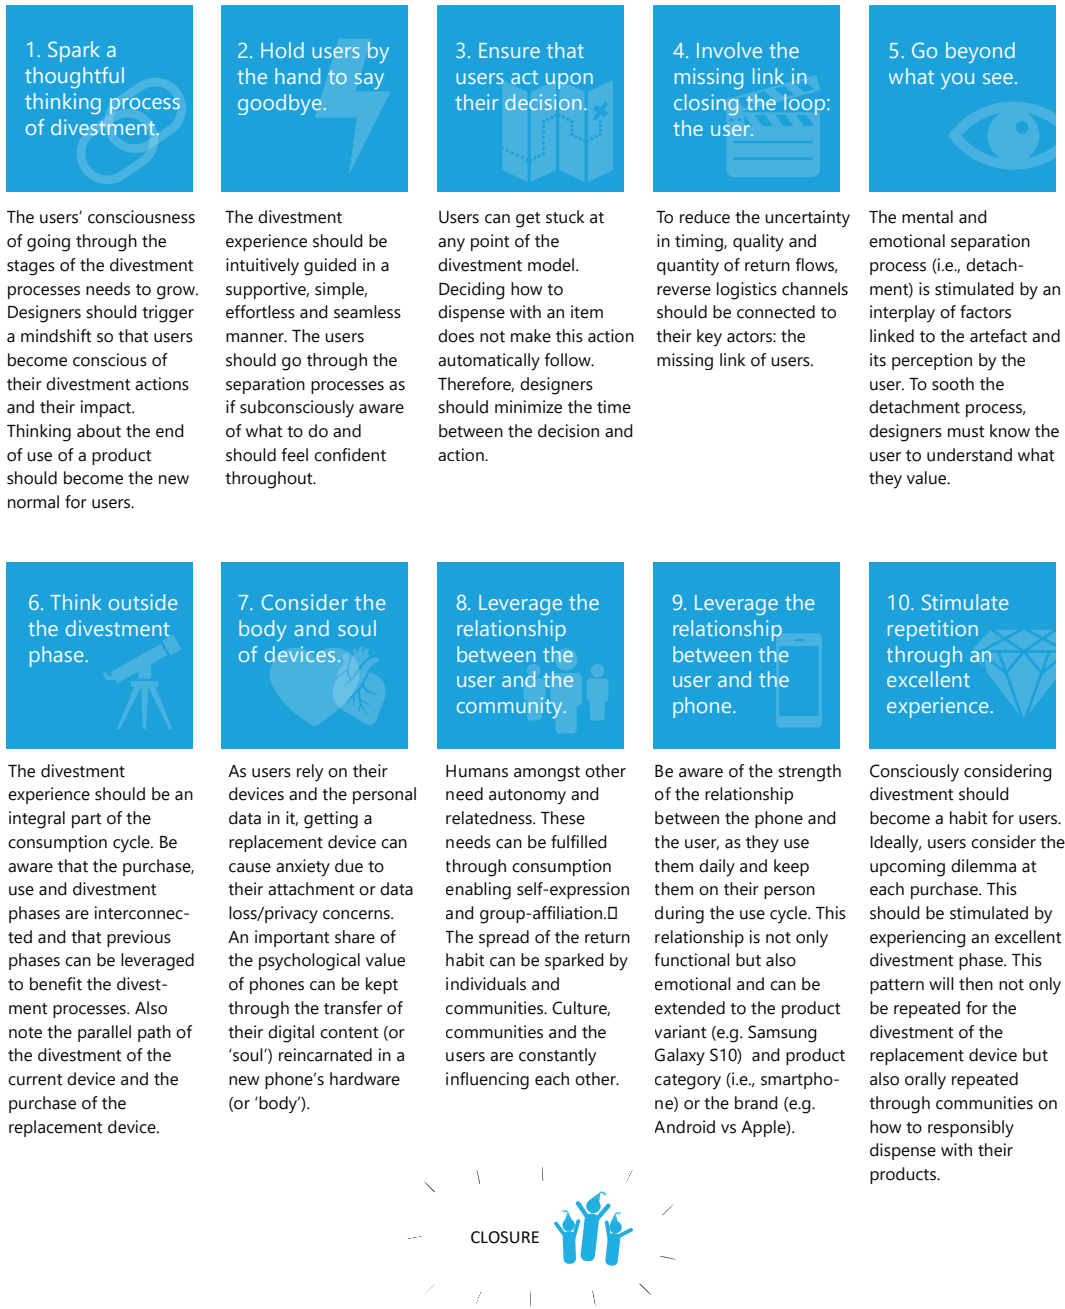 1. Spark a
thoughtful
thinking process
of divestment.
The users’ consciousness
of going through the
stages of the divestment
processes needs to grow.
Designers should trigger
a mindshift so that users
become conscious of
their divestment actions
and their impact.
Thinking about the end
of use of a product
should become the new
normal for users.
2. Hold users by
the hand to say
goodbye.
The divestment
experience should be
intuitively guided in a
supportive, simple,
effortless and seamless
manner. The users
should go through the
separation processes as
if subconsciously aware
of what to do and
should feel confident
throughout.
3. Ensure that
users act upon
their decision.
Users can get stuck at
any point of the
divestment model.
Deciding how to
dispense with an item
does not make this action
automatically follow.
Therefore, designers
should minimize the time
between the decision and
action.
4. Involve the
missing link in
closing the loop:
the user.
To reduce the uncertainty
in timing, quality and
quantity of return flows,
reverse logistics channels
should be connected to
their key actors: the
missing link of users.
5. Go beyond
what you see.
The mental and
emotional separation
process (i.e., detach-
ment) is stimulated by an
interplay of factors
linked to the artefact and
its perception by the
user. To sooth the
detachment process,
designers must know the
user to understand what
they value.
6. Think outside
the divestment
phase.
The divestment
experience should be an
integral part of the
consumption cycle. Be
aware that the purchase,
use and divestment
phases are interconnec-
ted and that previous
phases can be leveraged
to benefit the divest-
ment processes. Also
note the parallel path of
the divestment of the
current device and the
purchase of the
replacement device.
7. Consider the
body and soul
of devices.
As users rely on their
devices and the personal
data in it, getting a
replacement device can
cause anxiety due to
their attachment or data
loss/privacy concerns.
An important share of
the psychological value
of phones can be kept
through the transfer of
their digital content (or
‘soul’) reincarnated in a
new phone’s hardware
(or ‘body’).
8. Leverage the
relationship
between the
user and the
community.
Humans amongst other
need autonomy and
relatedness. These
needs can be fulfilled
through consumption
enabling self-expression
and group-affiliation.
The spread of the return
habit can be sparked by
individuals and
communities. Culture,
communities and the
users are constantly
influencing each other.
9. Leverage the
relationship
between the
user and the
phone.
Be aware of the strength
of the relationship
between the phone and
the user, as they use
them daily and keep
them on their person
during the use cycle. This
relationship is not only
functional but also
emotional and can be
extended to the product
variant (e.g. Samsung
Galaxy S10) and product
category (i.e., smartpho-
ne) or the brand (e.g.
Android vs Apple).
10. Stimulate
repetition
through an
excellent
experience.
Consciously considering
divestment should
become a habit for users.
Ideally, users consider the
upcoming dilemma at
each purchase. This
should be stimulated by
experiencing an excellent
divestment phase. This
pattern will then not only
be repeated for the
divestment of the
replacement device but
also orally repeated
through communities on
how to responsibly
dispense with their
products.
CLOSURE